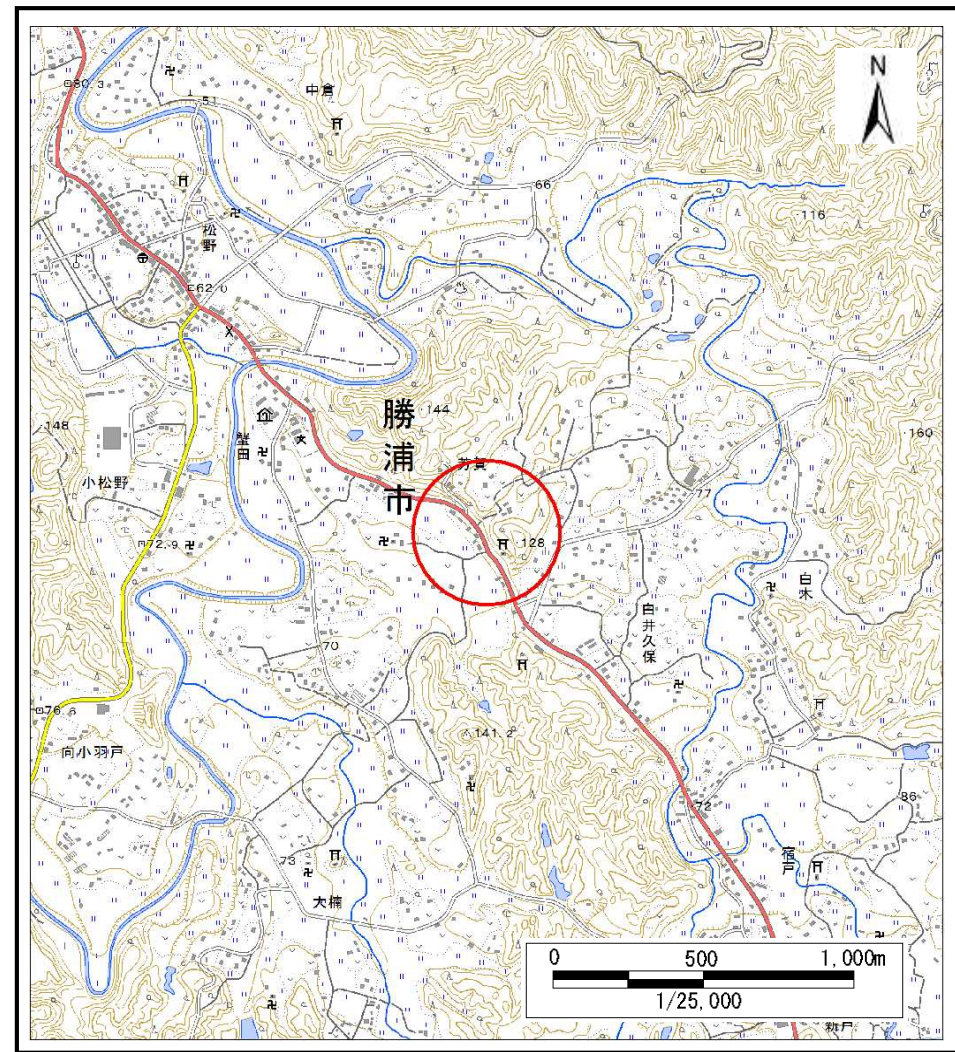 N
80.3
中倉
51
66
松野
62.0
116
勝浦市
144
148
蟹田
芳賀
160
小松野
77
72.9
128
白木
白井久保
70
76.8
141.2
向小羽戸
72
86
73
宿戸
大楠
0 500 1,000m
1/25,000
新戸